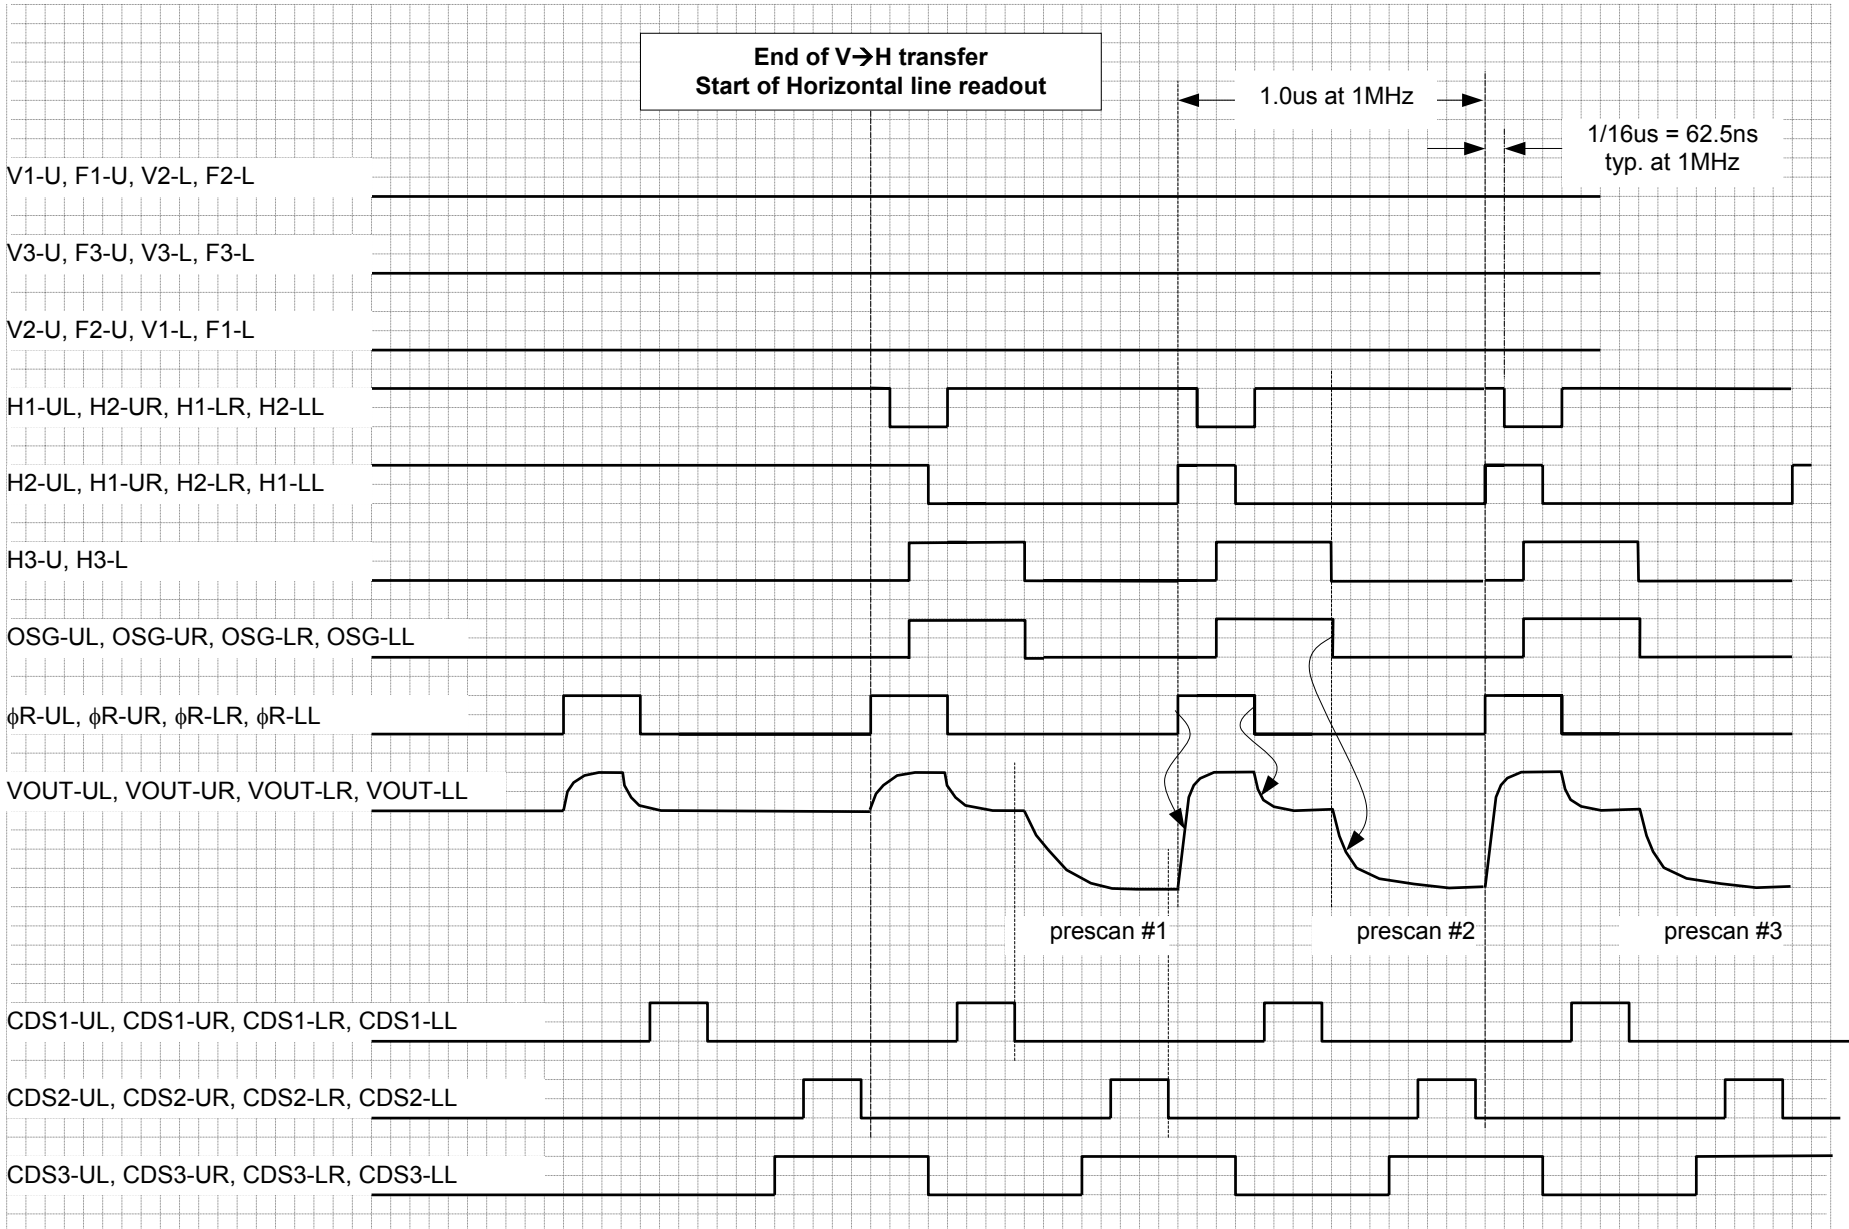 End of V→H transfer
Start of Horizontal line readout
1.0us at 1MHz
1/16us = 62.5ns
typ. at 1MHz
V1-U, F1-U, V2-L, F2-L
V3-U, F3-U, V3-L, F3-L
V2-U, F2-U, V1-L, F1-L
H1-UL, H2-UR, H1-LR, H2-LL
H2-UL, H1-UR, H2-LR, H1-LL
H3-U, H3-L
OSG-UL, OSG-UR, OSG-LR, OSG-LL
ϕR-UL, ϕR-UR, ϕR-LR, ϕR-LL
VOUT-UL, VOUT-UR, VOUT-LR, VOUT-LL
prescan #1
prescan #2
prescan #3
CDS1-UL, CDS1-UR, CDS1-LR, CDS1-LL
CDS2-UL, CDS2-UR, CDS2-LR, CDS2-LL
CDS3-UL, CDS3-UR, CDS3-LR, CDS3-LL